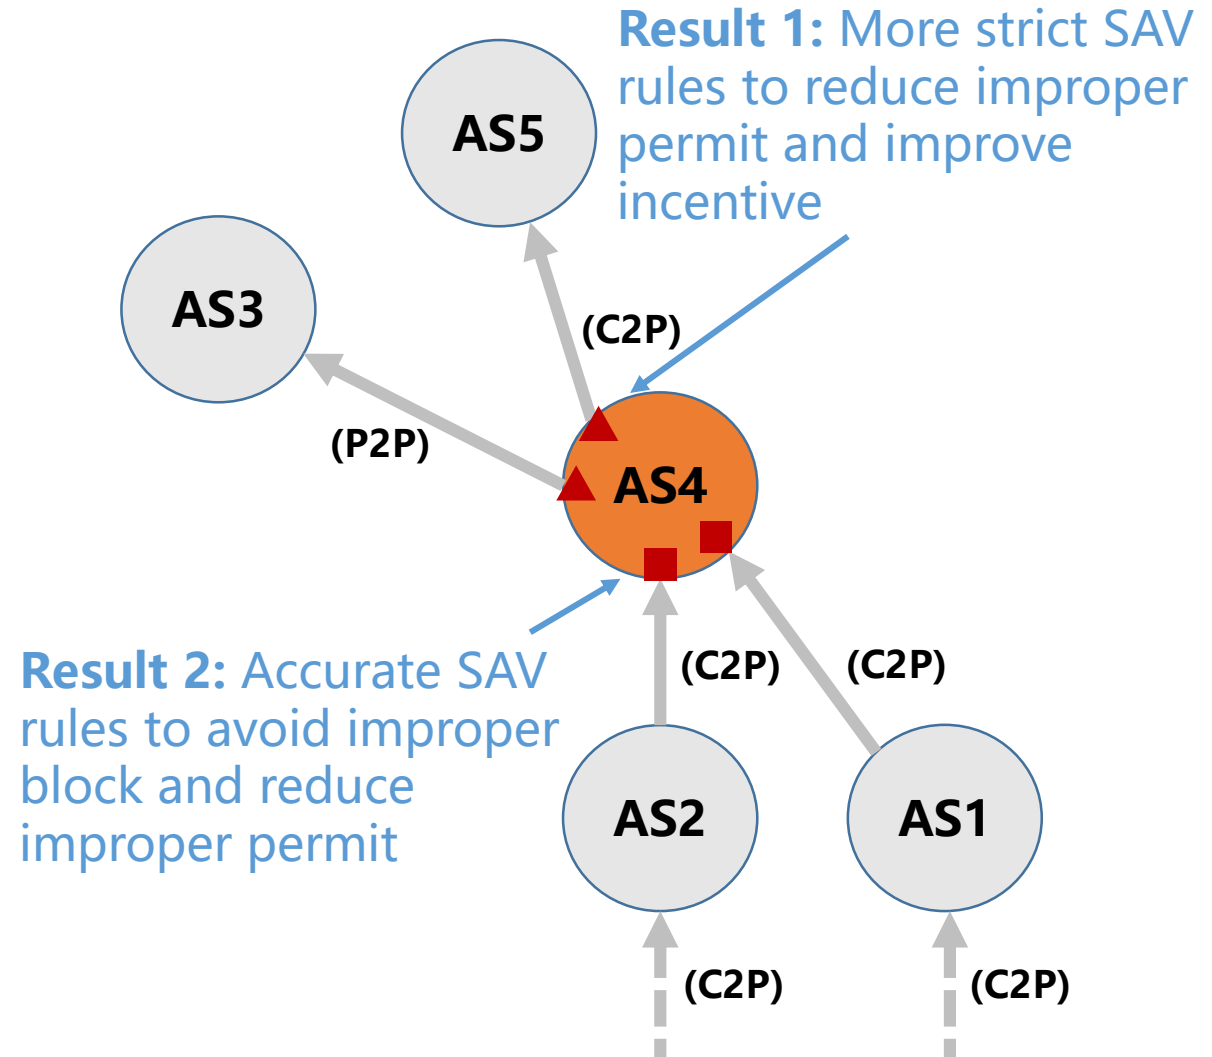 Result 1: More strict SAV
rules to reduce improper
permit and improve
incentive
AS5
AS3
(C2P)
(P2P)
AS4
Result 2: Accurate SAV
rules to avoid improper
block and reduce
improper permit
(C2P)
(C2P)
AS2
AS1
(C2P)
(C2P)